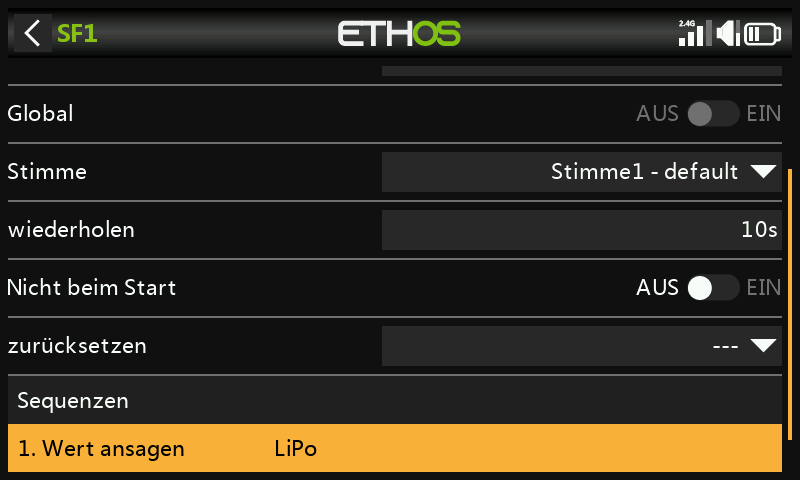 SF1
ETHOS
2.4G
Global AUS EIN
Stimme Stimme1 - default
wiederholen 10s
Nicht beim Start AUS EIN
zurücksetzen ---
Sequenzen
1. Wert ansagen LiPo